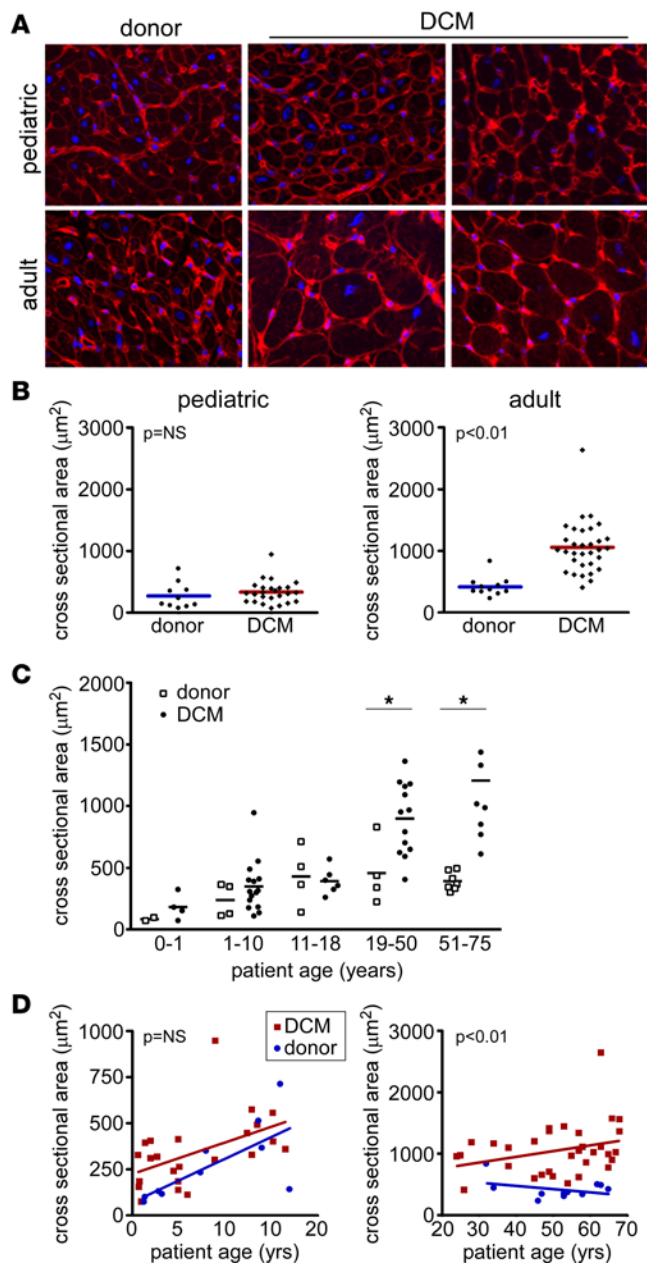 A
donor
DCM
pediatric
adult
B
pediatric
adult
cross sectional area (μm²)
3000
2000
1000
0
p=NS
donor
DCM
cross sectional area (μm²)
3000
2000
1000
0
p<0.01
donor
DCM
C
cross sectional area (μm²)
2000
1500
1000
500
0
donor
DCM
*
*
0-1
1-10
11-18
19-50
51-75
patient age (years)
D
cross sectional area (μm²)
1000
750
500
250
0
p=NS
DCM
donor
0
5
10
10
20
patient age (yrs)
cross sectional area (μm²)
3000
2000
1000
0
p<0.01
20
30
40
50
60
70
patient age (yrs)